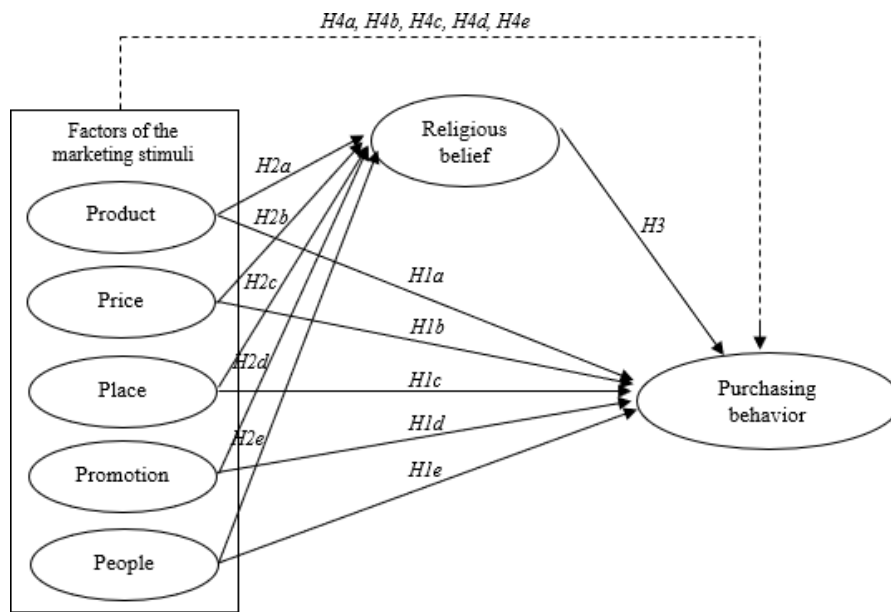 H4a, H4b, H4c, H4d, H4e
Factors of the
marketing stimuli
Religious
belief
H2a
Product
H2b
H3
H2c
H1a
Price
H1b
H2d
Place
H1c
Purchasing
behavior
H2e
H1d
Promotion
H1e
People